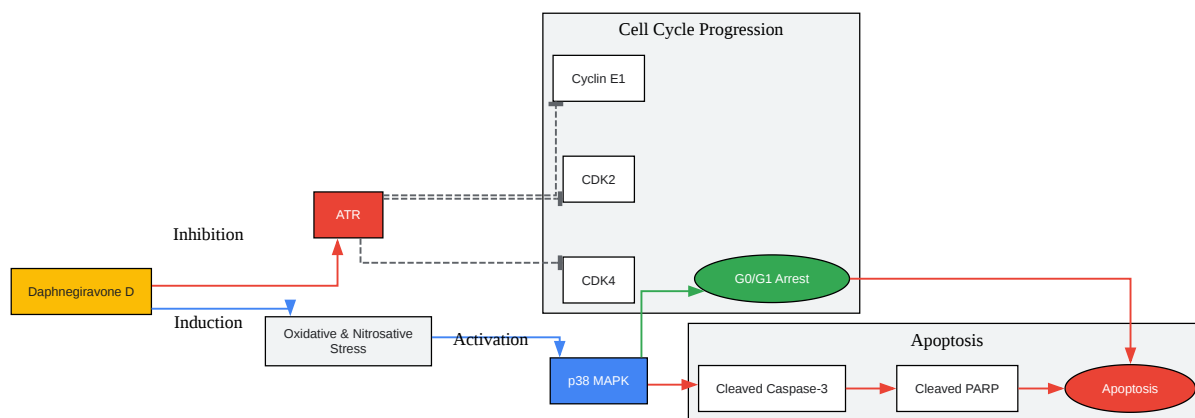 Cell Cycle Progression
Cyclin E1
CDK2
ATR
Inhibition
CDK4
G0/G1 Arrest
Daphnegiravone D
Induction
Oxidative & Nitrosative
Stress
Activation
p38 MAPK
Apoptosis
Cleaved Caspase-3
Cleaved PARP
Apoptosis